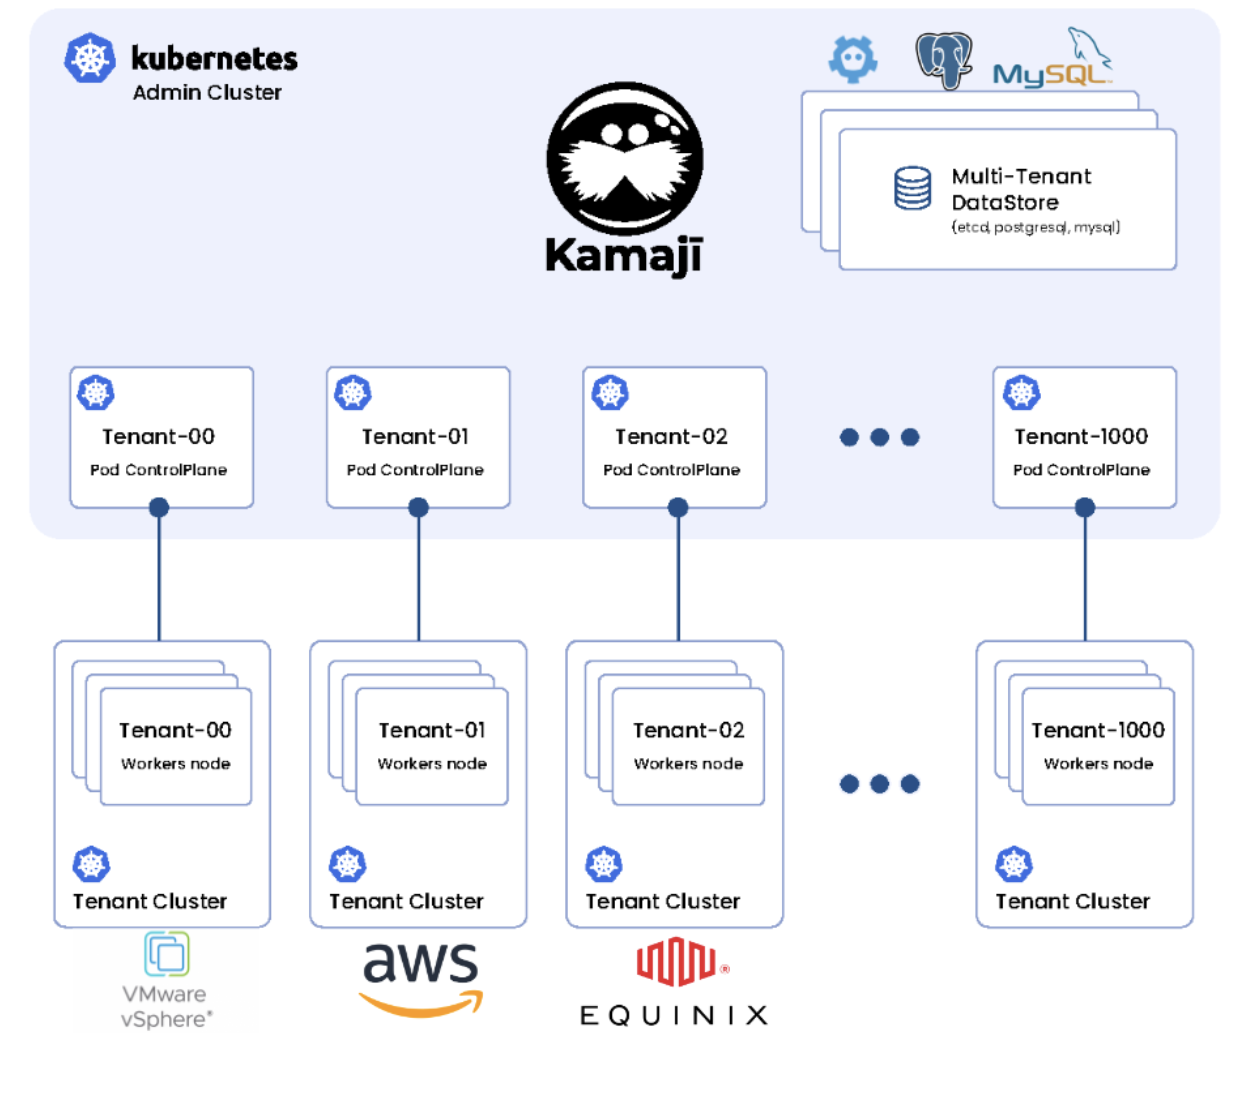 kubernetes
Admin Cluster
Kamajī
MySQL™
Multi-Tenant
DataStore
(etcd, postgresql, mysql)
Tenant-00
Pod ControlPlane
Tenant-01
Pod ControlPlane
Tenant-02
Pod ControlPlane
Tenant-1000
Pod ControlPlane
Tenant-00
Workers node
Tenant Cluster
Tenant-01
Workers node
Tenant Cluster
Tenant-02
Workers node
Tenant Cluster
Tenant-1000
Workers node
Tenant Cluster
VMware
vSphere®
aws
®
EQUINIX